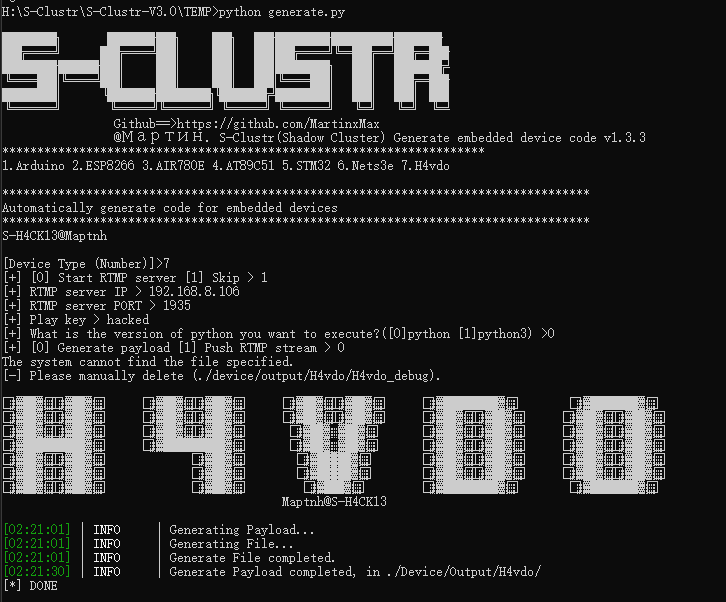 H:\S-Clustr\S-Clustr-V3.0\TEMP>python generate.py
S-CLUSTR
Github==>https://github.com/MartinxMax
@Мартин. S-Clustr(Shadow Cluster) Generate embedded device code v1.3.3
*********************************************************************
1.Arduino 2.ESP8266 3.AIR780E 4.AT89C51 5.STM32 6.Nets3e 7.H4vdo
************************************************************************************
Automatically generate code for embedded devices
************************************************************************************
S-H4CK13@Maptnh
[Device Type (Number)]>7
[+] [0] Start RTMP server [1] Skip > 1
[+] RTMP server IP > 192.168.8.106
[+] RTMP server PORT > 1935
[+] Play key > hacked
[+] What is the version of python you want to execute?([0]python [1]python3) >0
[+] [0] Generate payload [1] Push RTMP stream > 0
The system cannot find the file specified.
[-] Please manually delete (./device/output/H4vdo/H4vdo_debug).
H4VDO
Maptnh@S-H4CK13
[02:21:01] | INFO | Generating Payload...
[02:21:01] | INFO | Generating File...
[02:21:01] | INFO | Generate File completed.
[02:21:30] | INFO | Generate Payload completed, in ./Device/Output/H4vdo/
[*] DONE